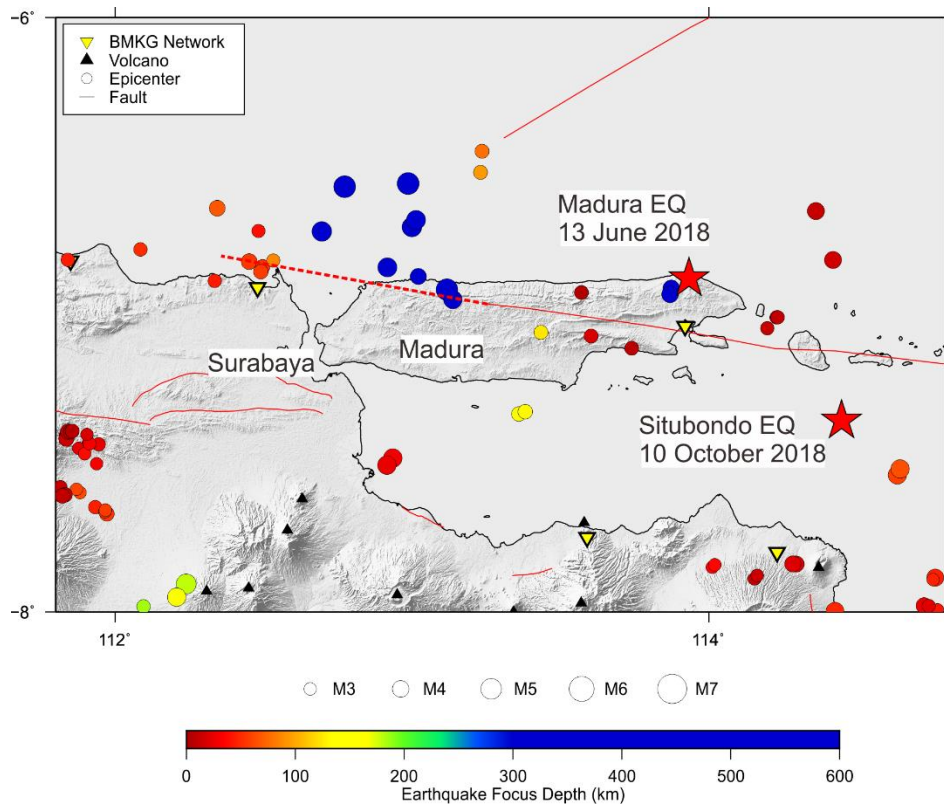 −6°
BMKG Network
Volcano
Epicenter
Fault
Madura EQ
13 June 2018
Surabaya
Madura
Situbondo EQ
10 October 2018
−8°
112°
114°
M3 M4 M5 M6 M7
0 100 200 300 400 500 600
Earthquake Focus Depth (km)